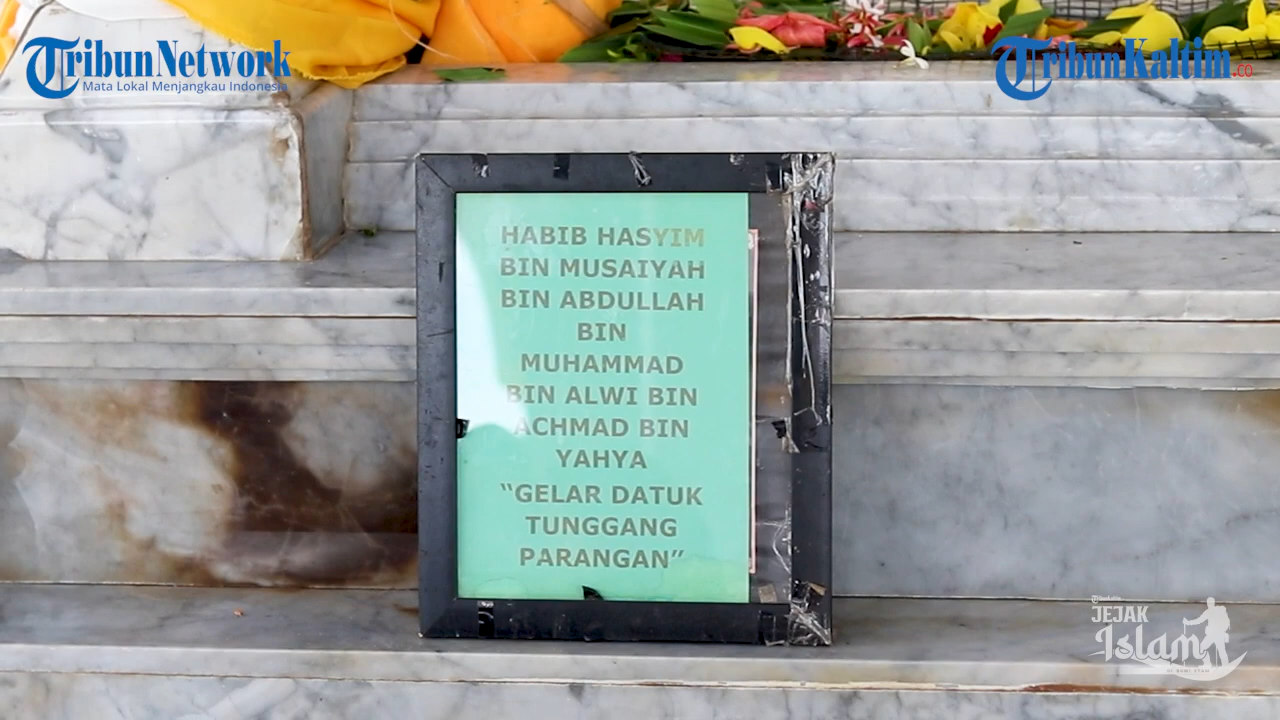 TribunNetwork
Mata Lokal Menjangkau Indonesia
TribunKaltim.co
HABIB HASYIM
BIN MUSAIYAH
BIN ABDULLAH
BIN
MUHAMMAD
BIN ALWI BIN
ACHMAD BIN
YAHYA
“GELAR DATUK
TUNGGANG
PARANGAN”
JEJAK
Islam